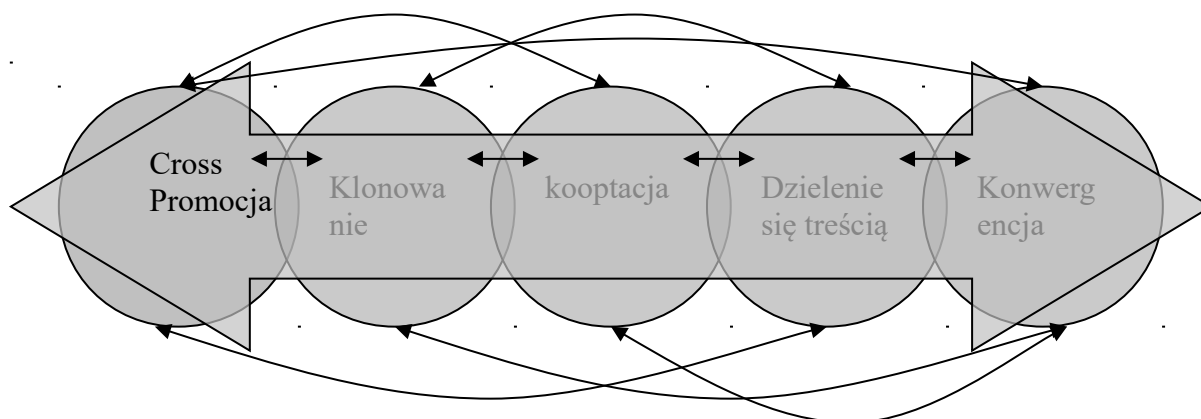 Cross
Promocja
Klonowa
nie
kooptacja
Dzielenie
się treścią
Konwerg
encja